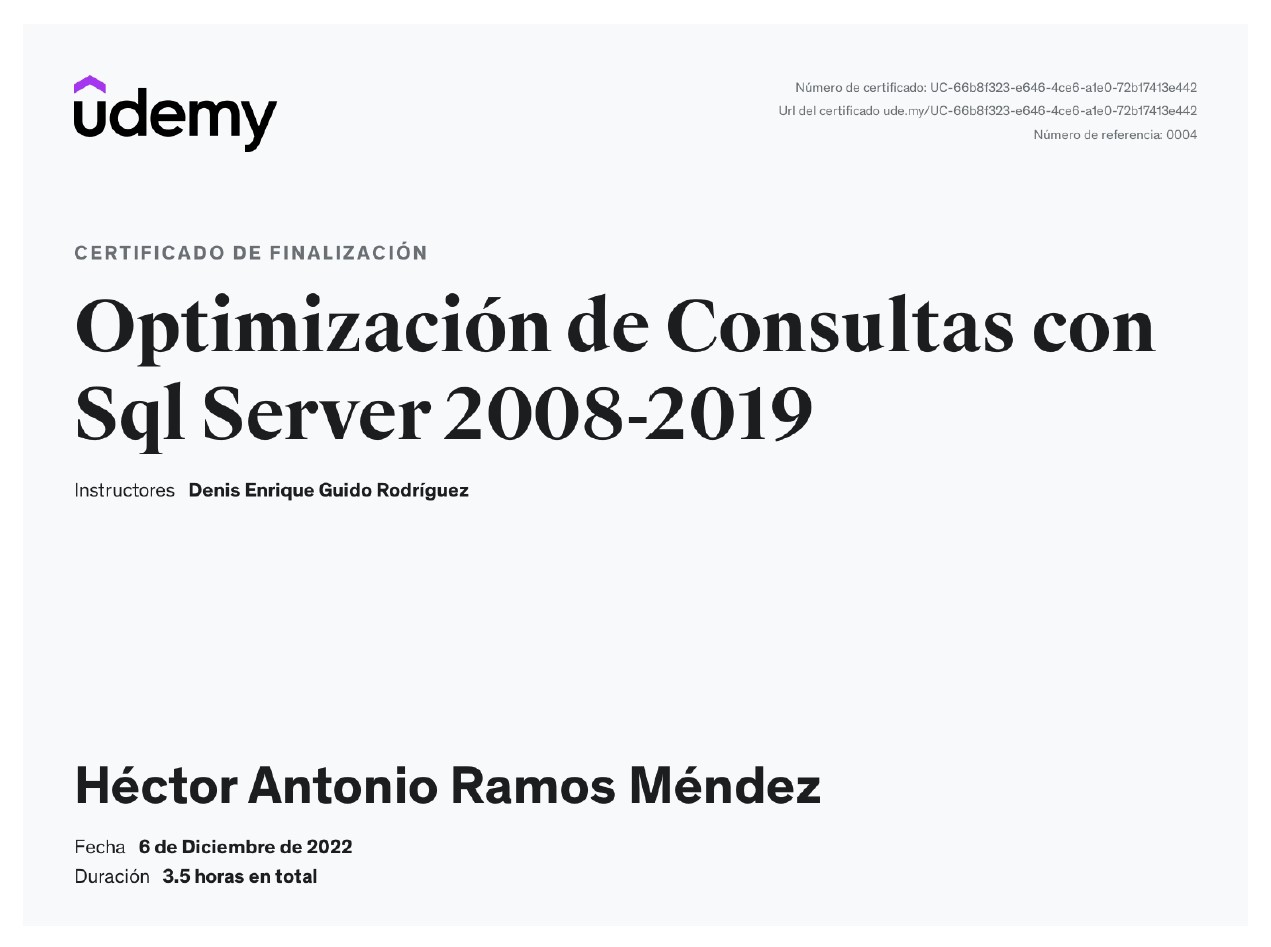 udemy
Número de certificado: UC-66b8f323-e646-4ce6-a1e0-72b17413e442
Url del certificado ude.my/UC-66b8f323-e646-4ce6-a1e0-72b17413e442
Número de referencia: 0004
CERTIFICADO DE FINALIZACIÓN
Optimización de Consultas con
Sql Server 2008-2019
Instructores Denis Enrique Guido Rodríguez
Héctor Antonio Ramos Méndez
Fecha 6 de Diciembre de 2022
Duración 3.5 horas en total